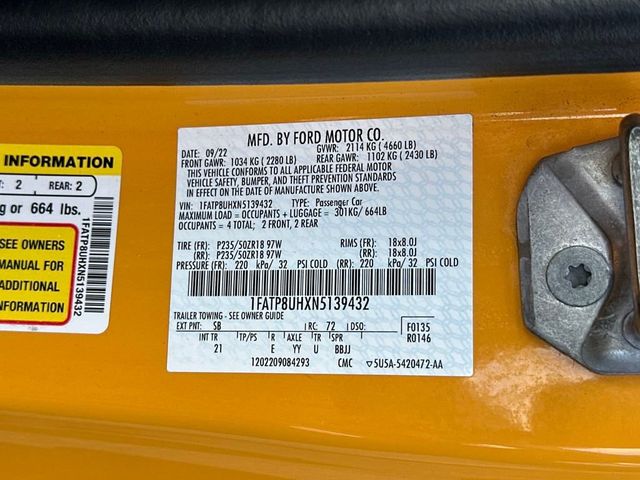 INFORMATION
: 2 REAR: 2
g or 664 lbs.
SEE OWNERS
MANUAL FOR
ADDITIONAL
INFORMATION
1FATP8UHXN5139432
MFD. BY FORD MOTOR CO.
DATE: 09/22 GVWR: 2114 KG ( 4660 LB)
FRONT GAWR: 1034 KG ( 2280 LB) REAR GAWR: 1102 KG ( 2430 LB)
THIS VEHICLE CONFORMS TO ALL APPLICABLE FEDERAL MOTOR
VEHICLE SAFETY, BUMPER, AND THEFT PREVENTION STANDARDS
IN EFFECT ON THE DATE OF MANUFACTURE SHOWN ABOVE.
VIN: 1FATP8UHXN5139432 TYPE: Passenger Car
MAXIMUM LOAD = OCCUPANTS + LUGGAGE = 301KG/ 664LB
OCCUPANTS = 4 TOTAL; 2 FRONT, 2 REAR
TIRE (FR): P235/50ZR18 97W RIMS (FR): 18x8.0J
(RR): P235/50ZR18 97W (RR): 18x8.0J
PRESSURE (FR): 220 kPa/ 32 PSI COLD (RR): 220 kPa/ 32 PSI COLD
1FATP8UHXN5139432
TRAILER TOWING - SEE OWNER GUIDE
EXT PNT: SB RC: 72 DSO: F0135
INT TR TP/PS R AXLE TR SPR R0146
21 E YY U BBJJ
1202209084293 CMC 5U5A-5420472-AA